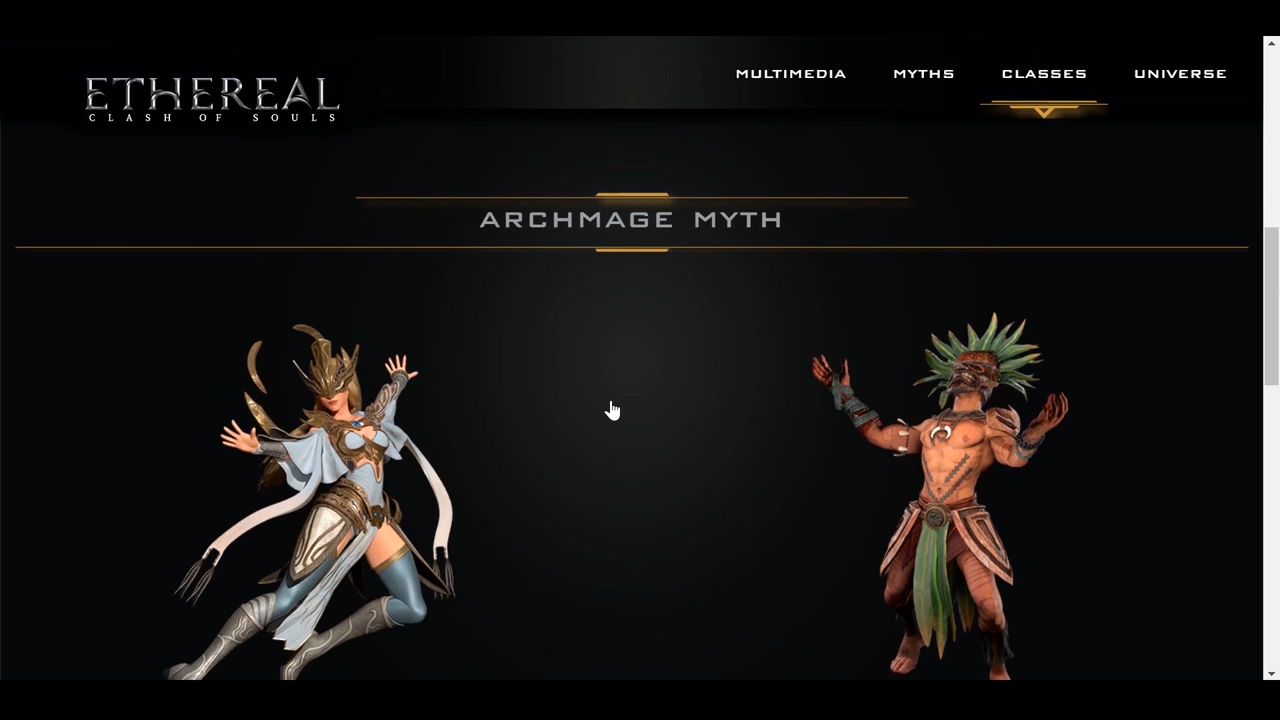 ETHEREAL
CLASH OF SOULS
MULTIMEDIA MYTHS CLASSES UNIVERSE
ARCHMAGE MYTH